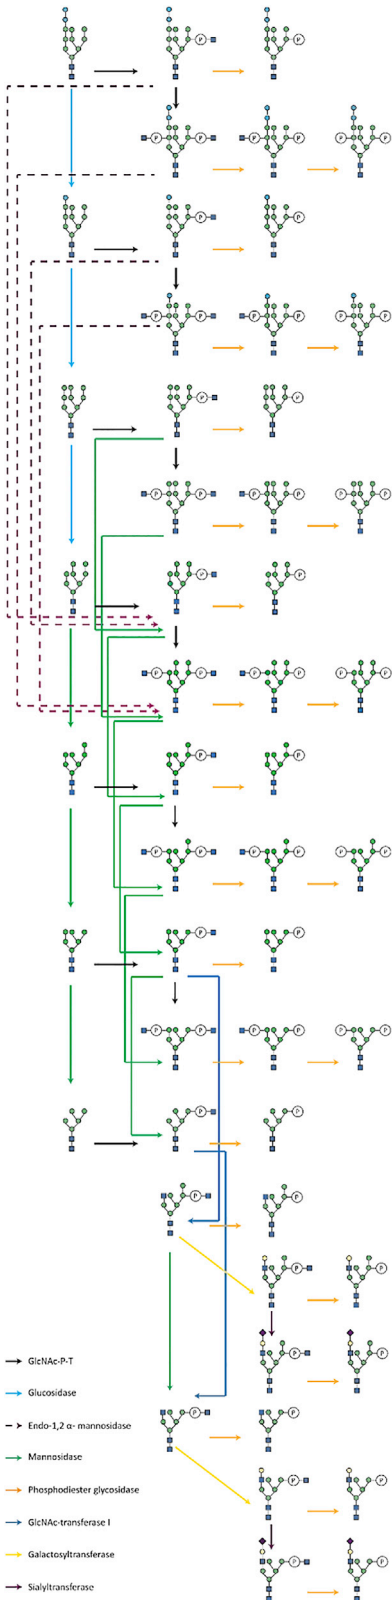 P P
P P P P P P
P P
P P P P P P
P P
P P P P P P
P P
P P P P P P
P P
P P P P P P
P P
P P P P P P
P P
P P
P P
P P
P P
P P
P P
GlcNAc-P-T
Glucosidase
Endo-1,2 α- mannosidase
Mannosidase
Phosphodiester glycosidase
GlcNAc-transferase I
Galactosyltransferase
Sialyltransferase